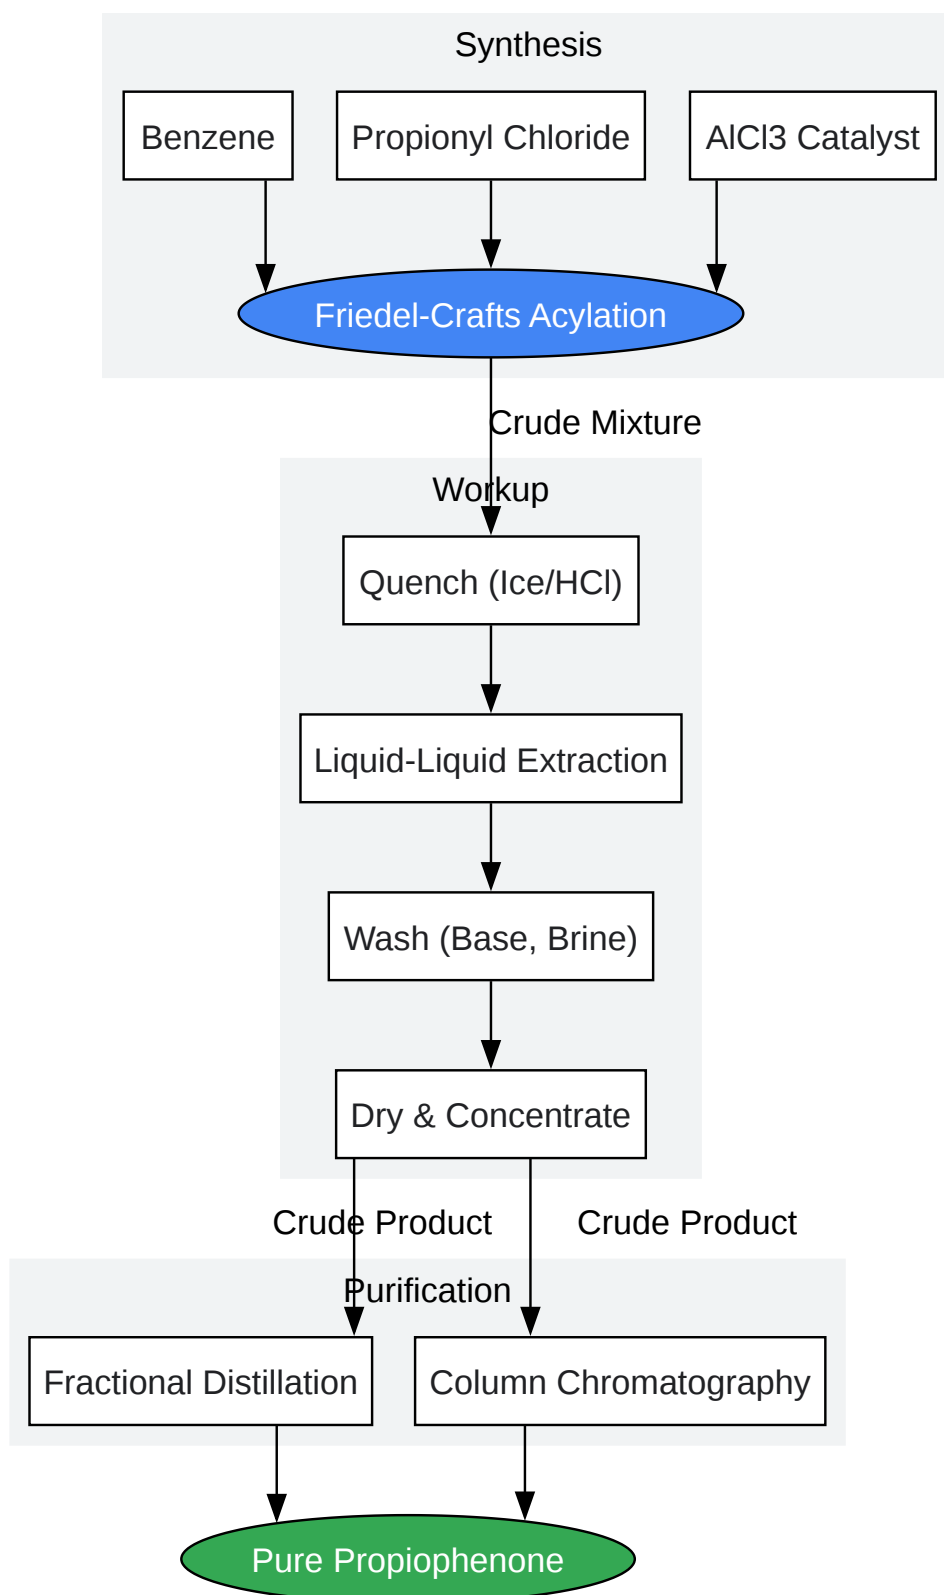 Synthesis
Benzene
Propionyl Chloride
AlCl3 Catalyst
Friedel-Crafts Acylation
Crude Mixture
Workup
Quench (Ice/HCl)
Liquid-Liquid Extraction
Wash (Base, Brine)
Dry & Concentrate
Crude Product
Crude Product
Purification
Fractional Distillation
Column Chromatography
Pure Propiophenone